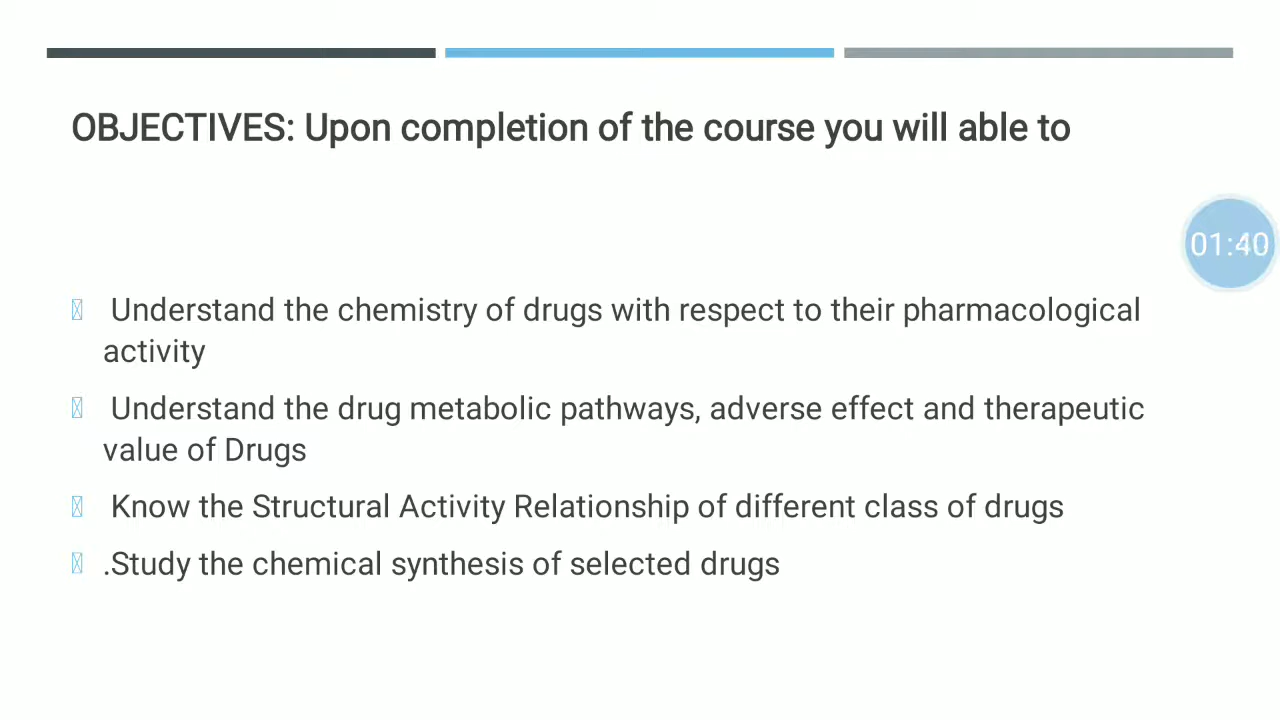 OBJECTIVES: Upon completion of the course you will able to
01:40
Understand the chemistry of drugs with respect to their pharmacological
activity
Understand the drug metabolic pathways, adverse effect and therapeutic
value of Drugs
Know the Structural Activity Relationship of different class of drugs
.Study the chemical synthesis of selected drugs